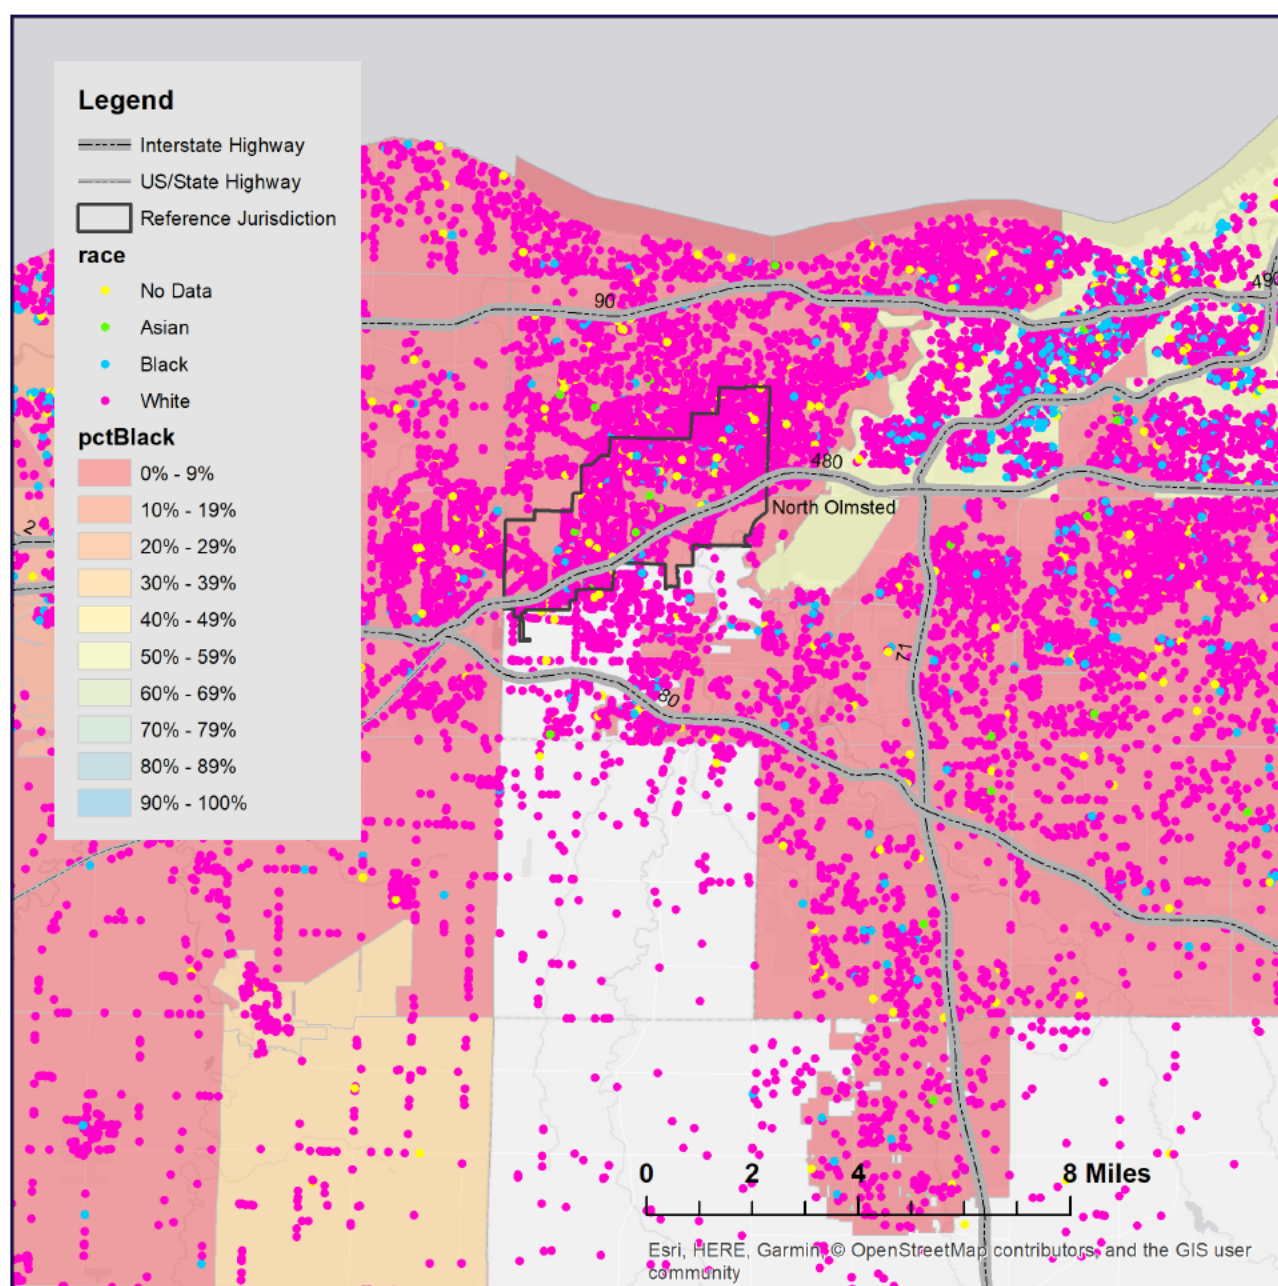 Legend
Interstate Highway
US/State Highway
Reference Jurisdiction
race
No Data
Asian
Black
White
pctBlack
0% - 9%
10% - 19%
20% - 29%
30% - 39%
40% - 49%
50% - 59%
60% - 69%
70% - 79%
80% - 89%
90% - 100%
490
90
480
North Olmsted
2
71
80
0 2 4 8 Miles
Esri, HERE, Garmin, © OpenStreetMap contributors, and the GIS user
community